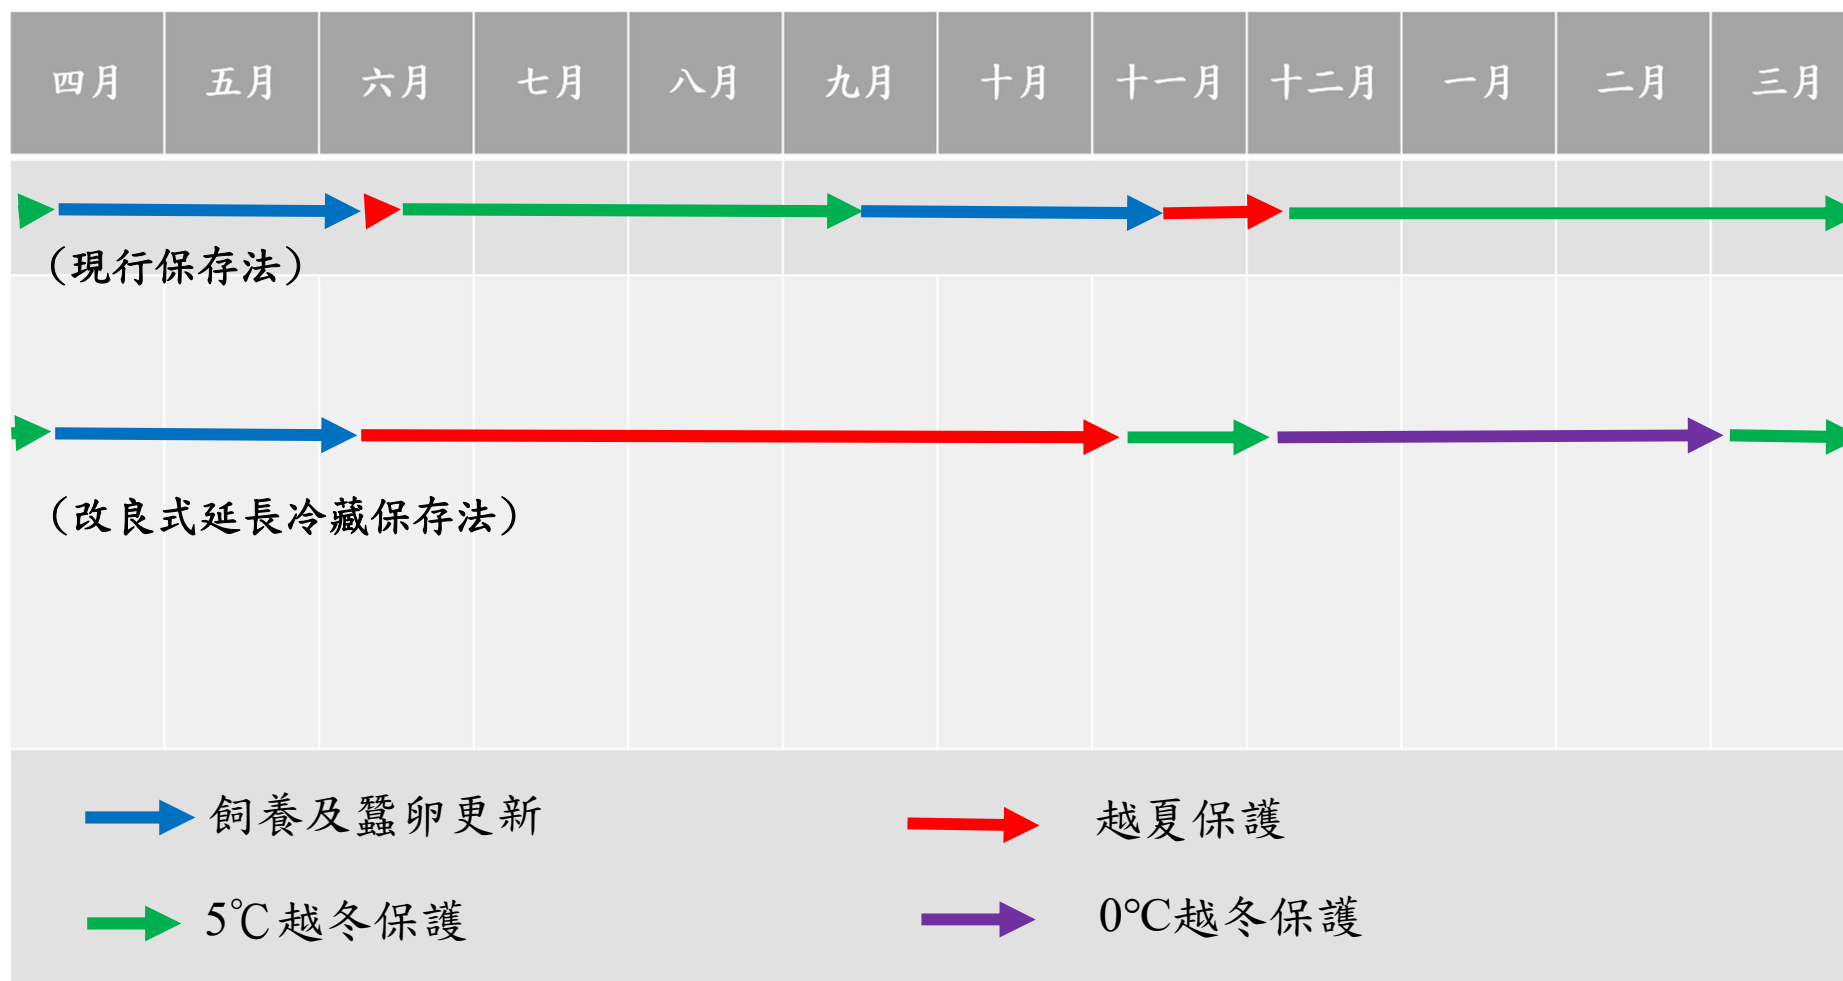 四月 五月 六月 七月 八月 九月 十月 十一月 十二月 一月 二月 三月
（現行保存法）
（改良式延長冷藏保存法）
飼養及蠶卵更新 越夏保護
5℃越冬保護 0°C越冬保護